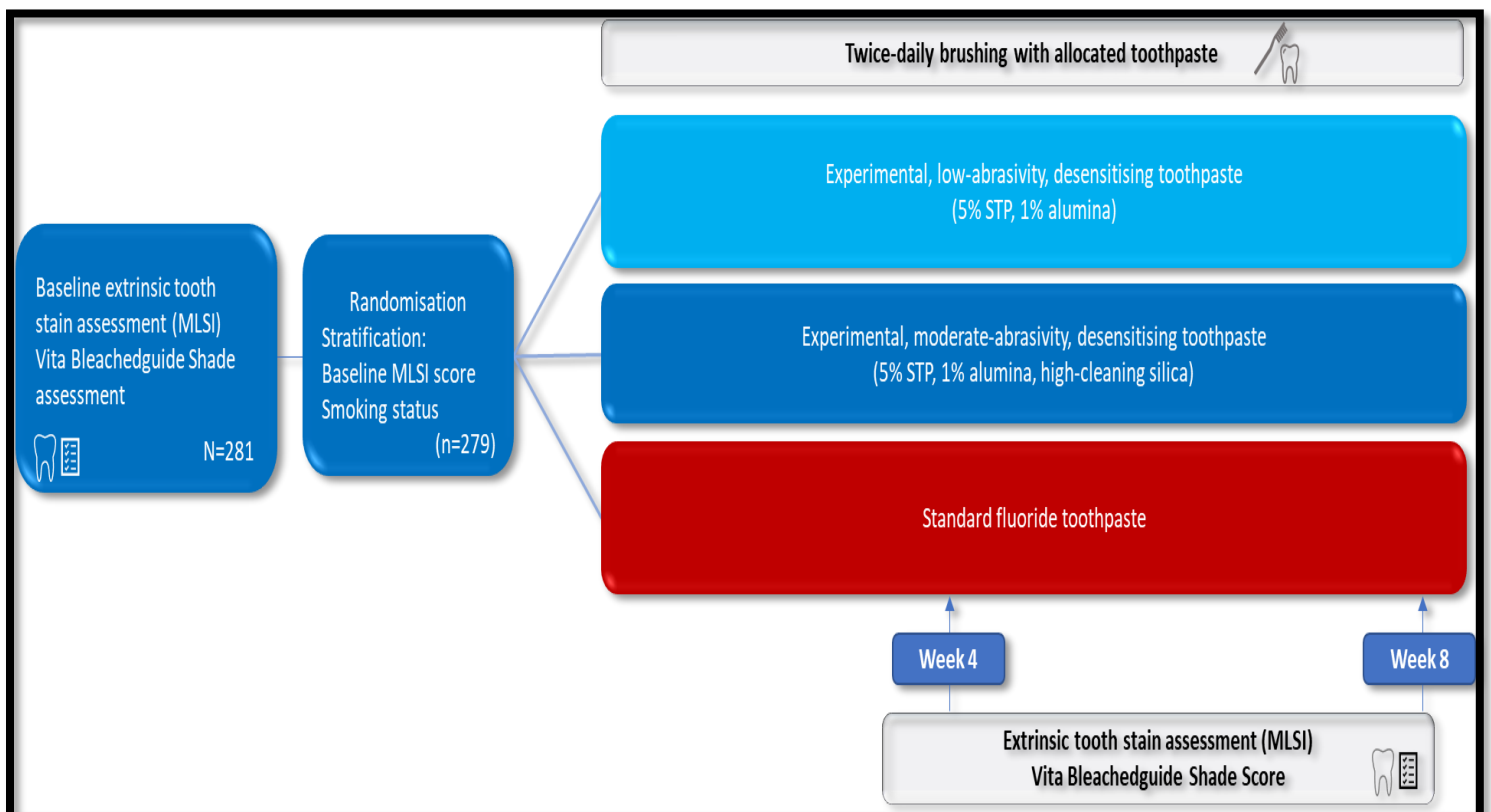 Twice-daily brushing with allocated toothpaste
Experimental, low-abrasivity, desensitising toothpaste
(5% STP, 1% alumina)
Baseline extrinsic tooth
stain assessment (MLSI)
Vita Bleachedguide Shade
assessment
N=281
Randomisation
Stratification:
Baseline MLSI score
Smoking status
(n=279)
Experimental, moderate-abrasivity, desensitising toothpaste
(5% STP, 1% alumina, high-cleaning silica)
Standard fluoride toothpaste
Week 4
Week 8
Extrinsic tooth stain assessment (MLSI)
Vita Bleachedguide Shade Score